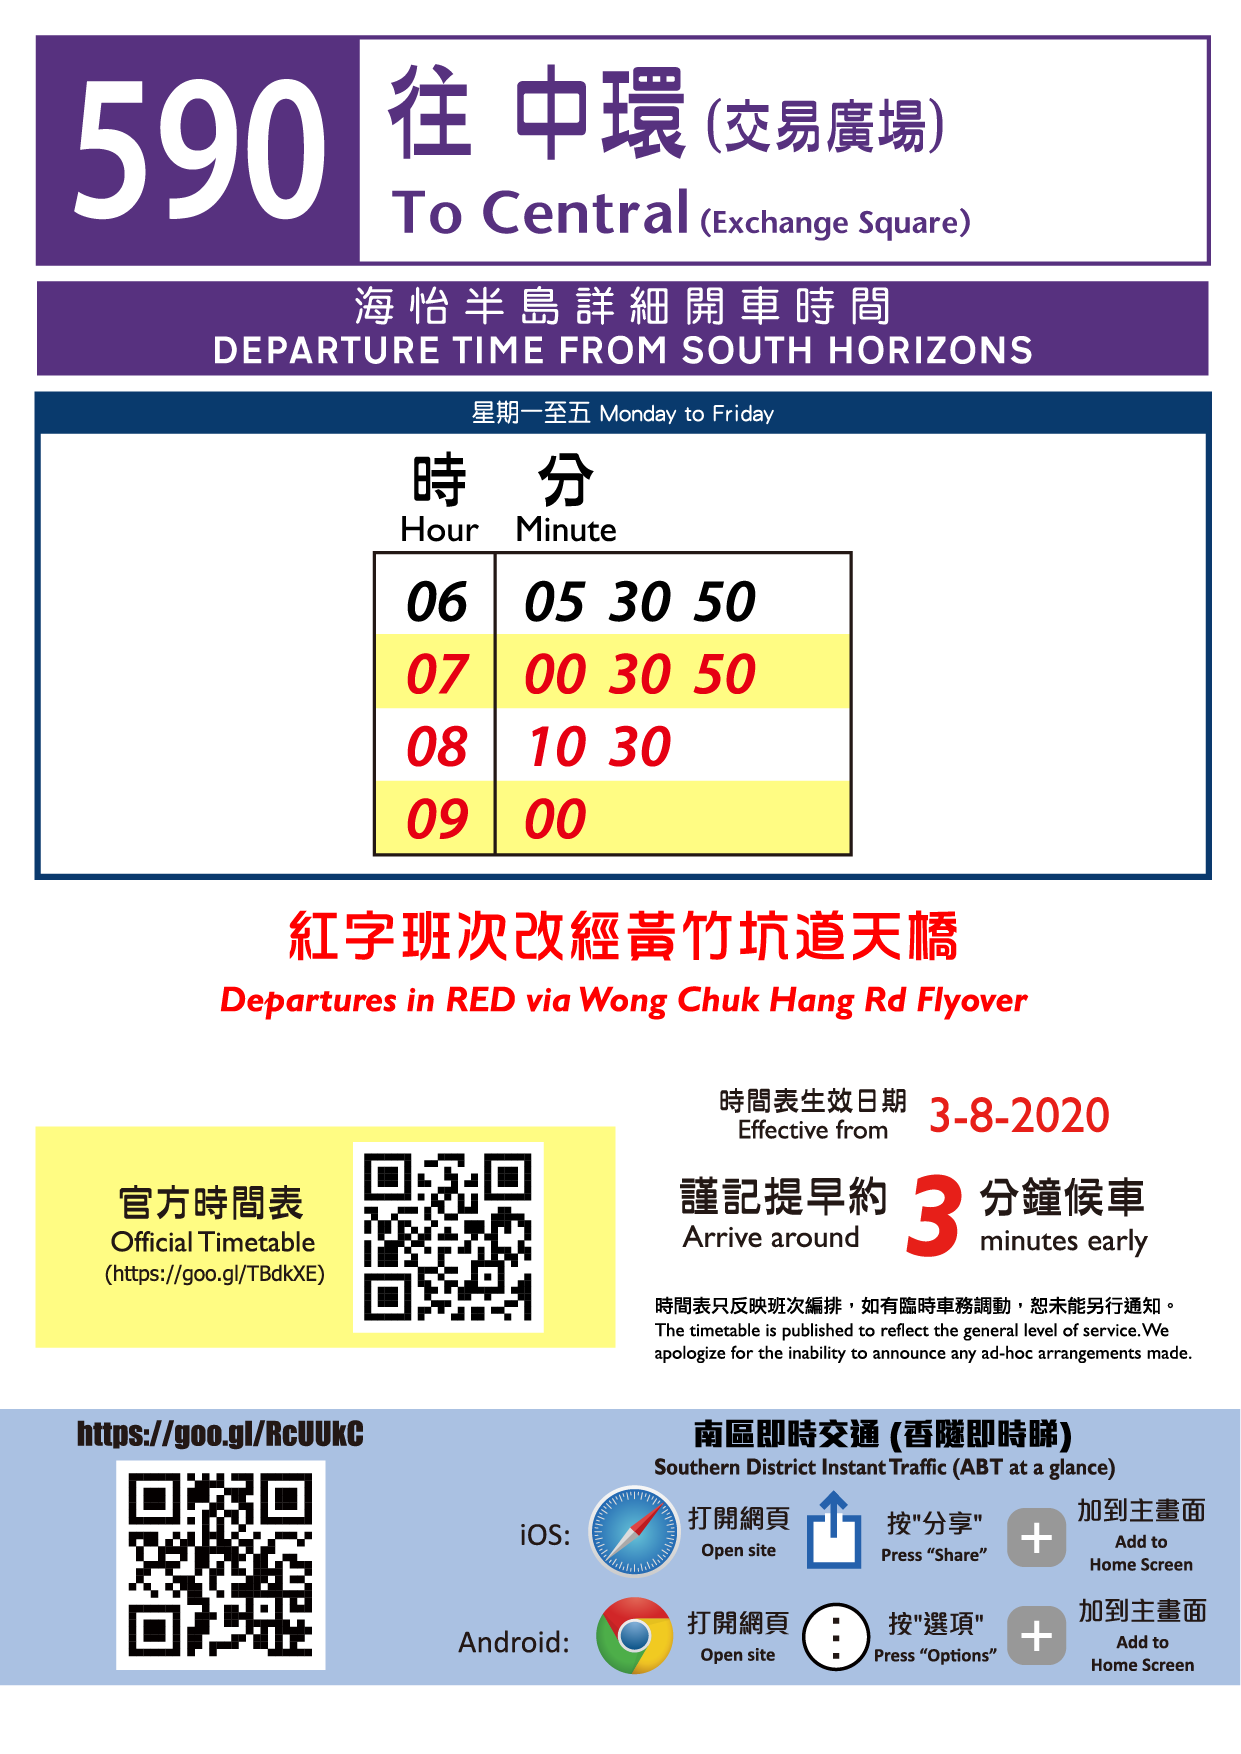 590
往 中環 (交易廣場)
To Central (Exchange Square)
海怡半島詳細開車時間
DEPARTURE TIME FROM SOUTH HORIZONS
星期一至五 Monday to Friday
時 分
Hour Minute
06 05 30 50
07 00 30 50
08 10 30
09 00
紅字班次改經黃竹坑道天橋
Departures in RED via Wong Chuk Hang Rd Flyover
時間表生效日期 3-8-2020
Effective from
官方時間表
Official Timetable
(https://goo.gl/TBdkXE)
謹記提早約 3 分鐘候車
Arrive around minutes early
時間表只反映班次編排，如有臨時車務調動，恕未能另行通知。
The timetable is published to reflect the general level of service. We
apologize for the inability to announce any ad-hoc arrangements made.
https://goo.gl/RcUUkC
南區即時交通 (香隧即時睇)
Southern District Instant Traffic (ABT at a glance)
iOS: 打開網頁 按"分享" 加到主畫面
Open site Press “Share” Add to
Home Screen
Android: 打開網頁 按"選項" 加到主畫面
Open site Press “Options” Add to
Home Screen